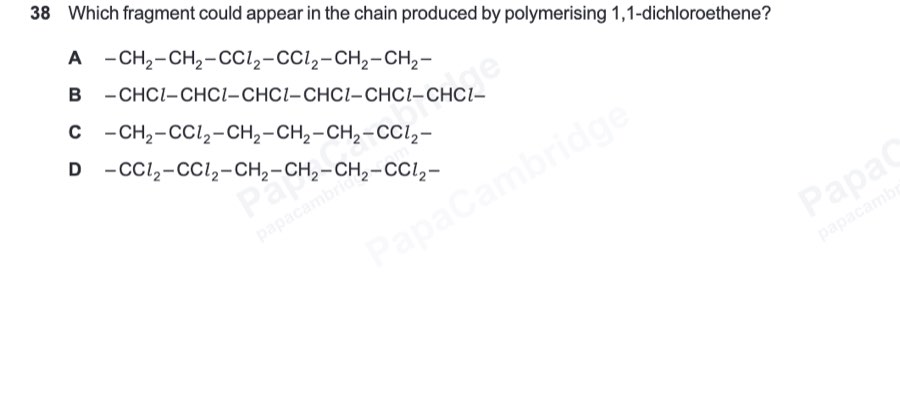 38 Which fragment could appear in the chain produced by polymerising 1,1-dichloroethene?
A –CH₂–CH₂–CCl₂–CCl₂–CH₂–CH₂–
B –CHCl–CHCl–CHCl–CHCl–CHCl–CHCl–
C –CH₂–CCl₂–CH₂–CH₂–CH₂–CCl₂–
D –CCl₂–CCl₂–CH₂–CH₂–CH₂–CCl₂–
PapaCambridge
PapaCambridge